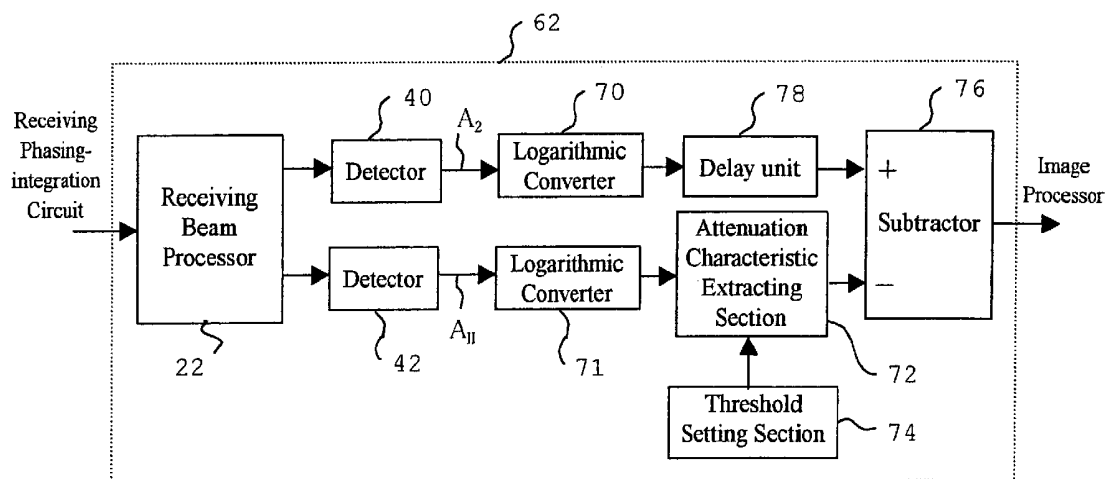 62
Receiving
Phasing-
integration
Circuit
Receiving
Beam
Processor
22
40
Detector
A2
70
Logarithmic
Converter
78
Delay unit
76
+
Subtractor
−
Image
Processor
Detector
42
A11
Logarithmic
Converter
71
Attenuation
Characteristic
Extracting
Section
72
Threshold
Setting Section
74